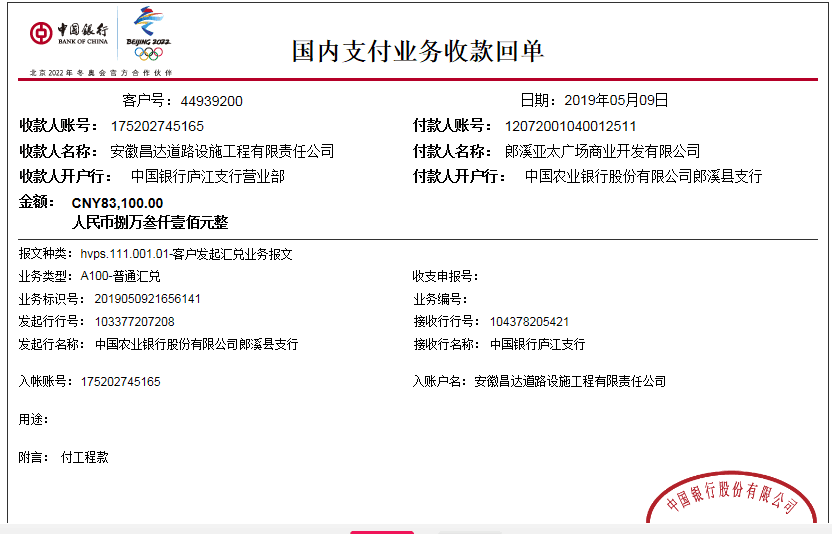 中国银行
BANK OF CHINA
BEIJING 2022
北京2022年冬奥会官方合作伙伴
国内支付业务收款回单
客户号：44939200 日期：2019年05月09日
收款人账号：175202745165 付款人账号：12072001040012511
收款人名称：安徽昌达道路设施工程有限责任公司 付款人名称：郎溪亚太广场商业开发有限公司
收款人开户行：中国银行庐江支行营业部 付款人开户行：中国农业银行股份有限公司郎溪县支行
金额：CNY83,100.00
人民币捌万叁仟壹佰元整
报文种类：hvps.111.001.01-客户发起汇兑业务报文
业务类型：A100-普通汇兑 收支申报号：
业务标识号：2019050921656141 业务编号：
发起行行号：103377207208 接收行行号：104378205421
发起行名称：中国农业银行股份有限公司郎溪县支行 接收行名称：中国银行庐江支行
入帐账号：175202745165 入账户名：安徽昌达道路设施工程有限责任公司
用途：
附言：付工程款
中国银行股份有限公司